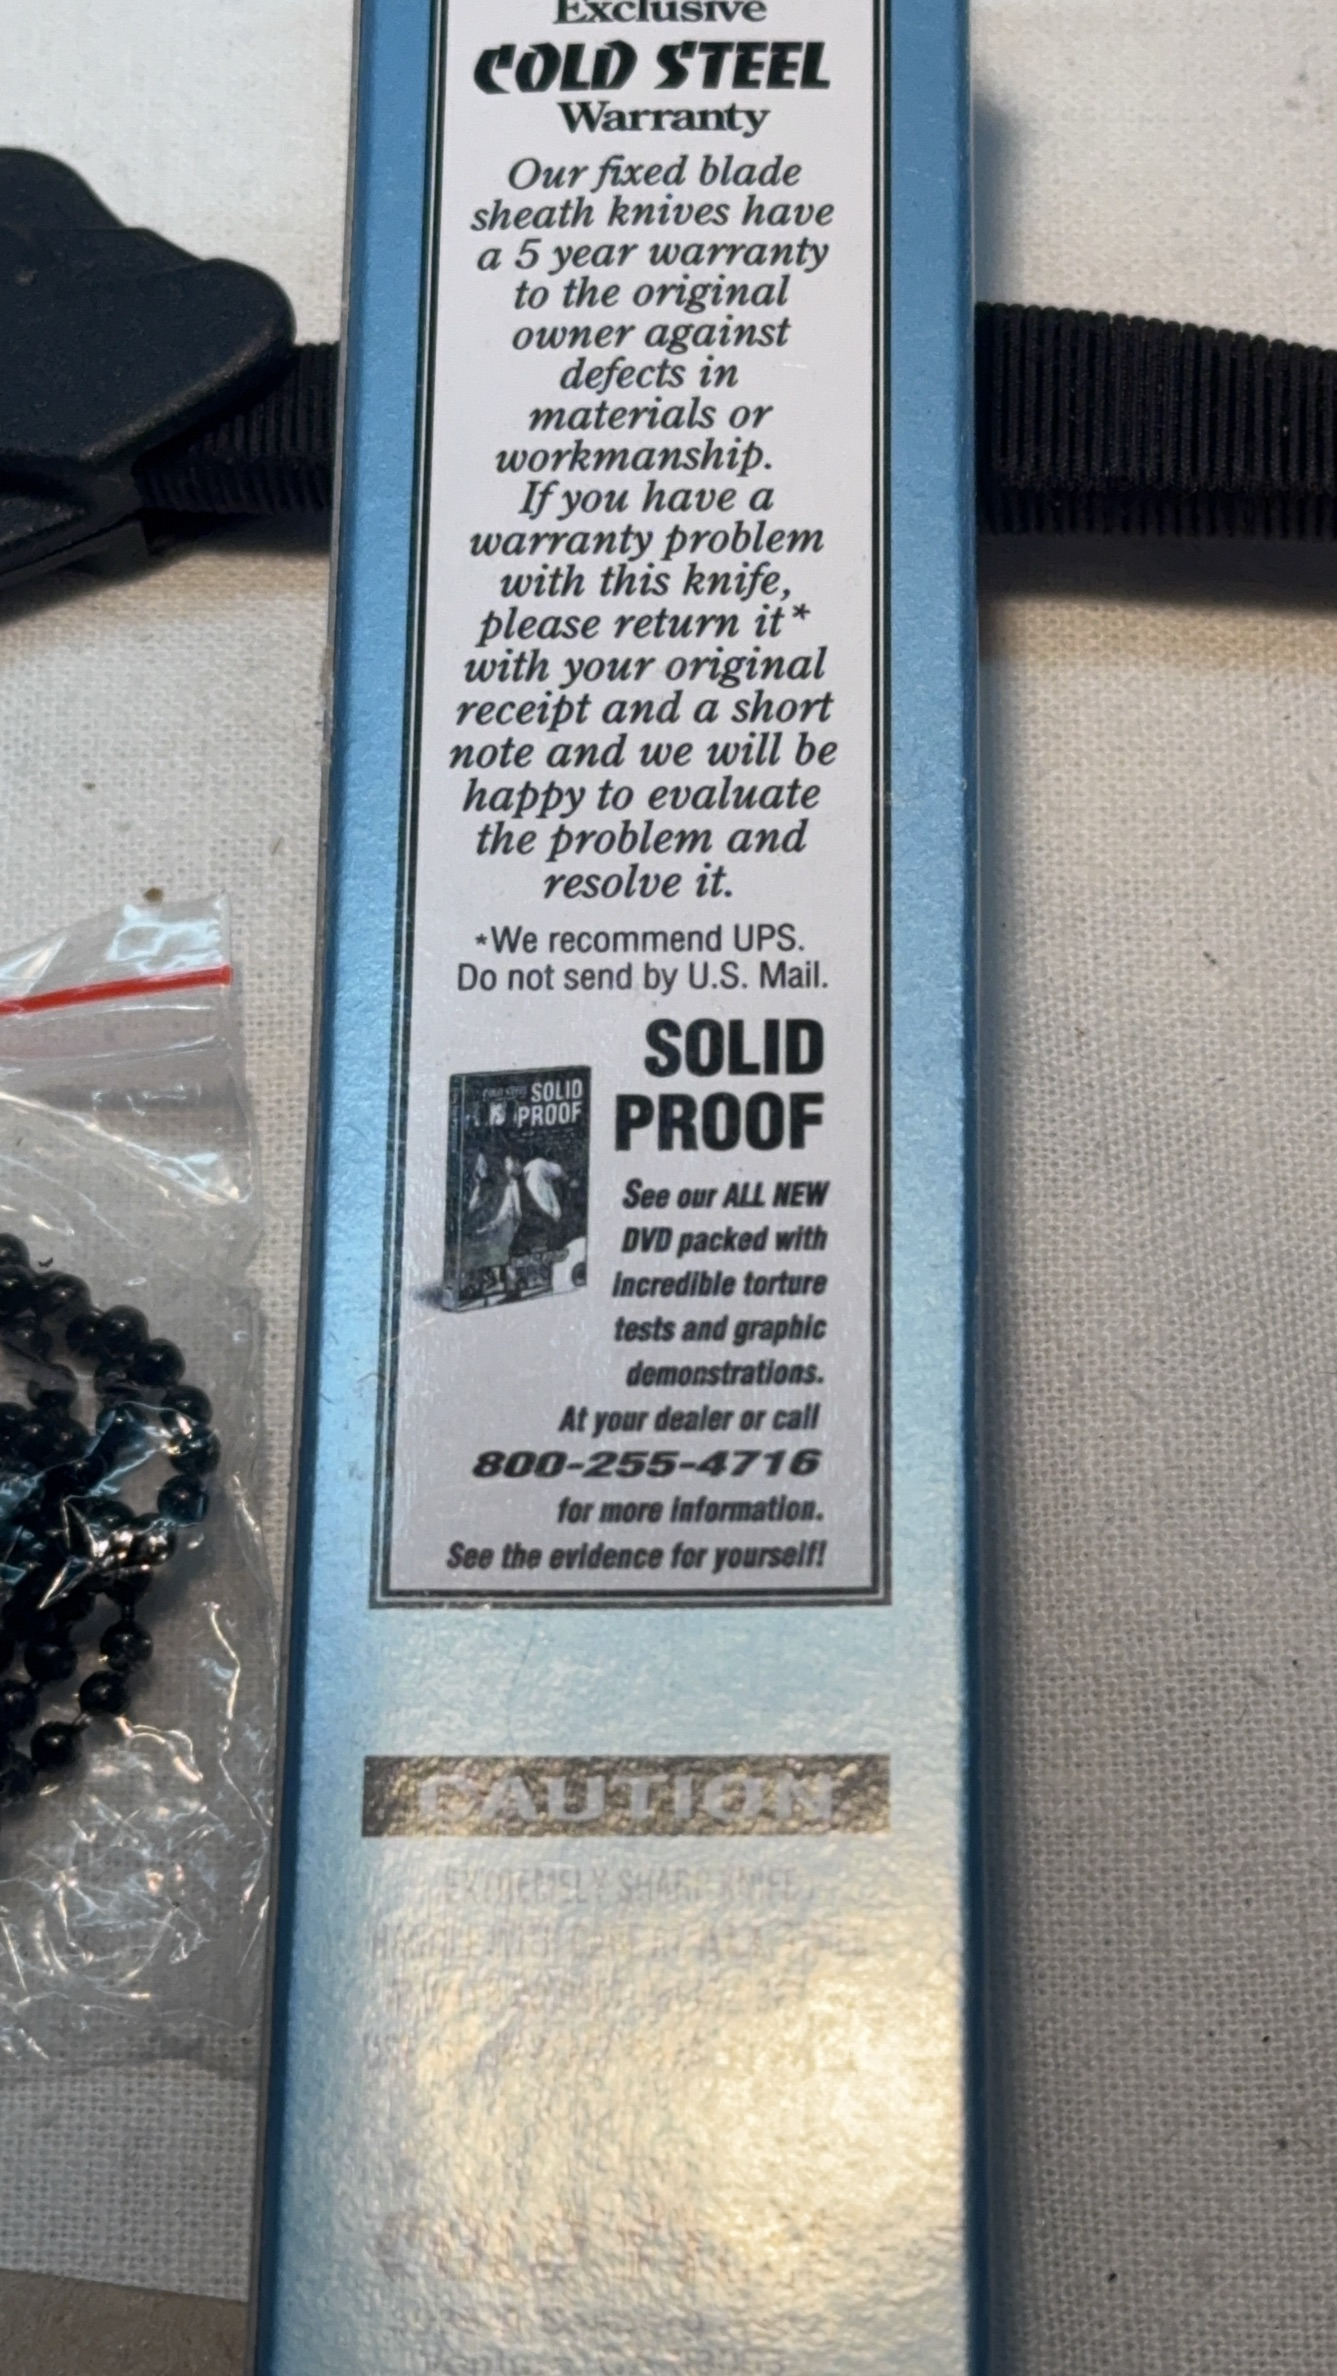 Exclusive
COLD STEEL
Warranty
Our fixed blade
sheath knives have
a 5 year warranty
to the original
owner against
defects in
materials or
workmanship.
If you have a
warranty problem
with this knife,
please return it*
with your original
receipt and a short
note and we will be
happy to evaluate
the problem and
resolve it.
*We recommend UPS.
Do not send by U.S. Mail.
SOLID
PROOF
COLD STEEL SOLID
PROOF
See our ALL NEW
DVD packed with
incredible torture
tests and graphic
demonstrations.
At your dealer or call
800-255-4716
for more information.
See the evidence for yourself!
CAUTION
EXTREMELY SHARP KNIFE